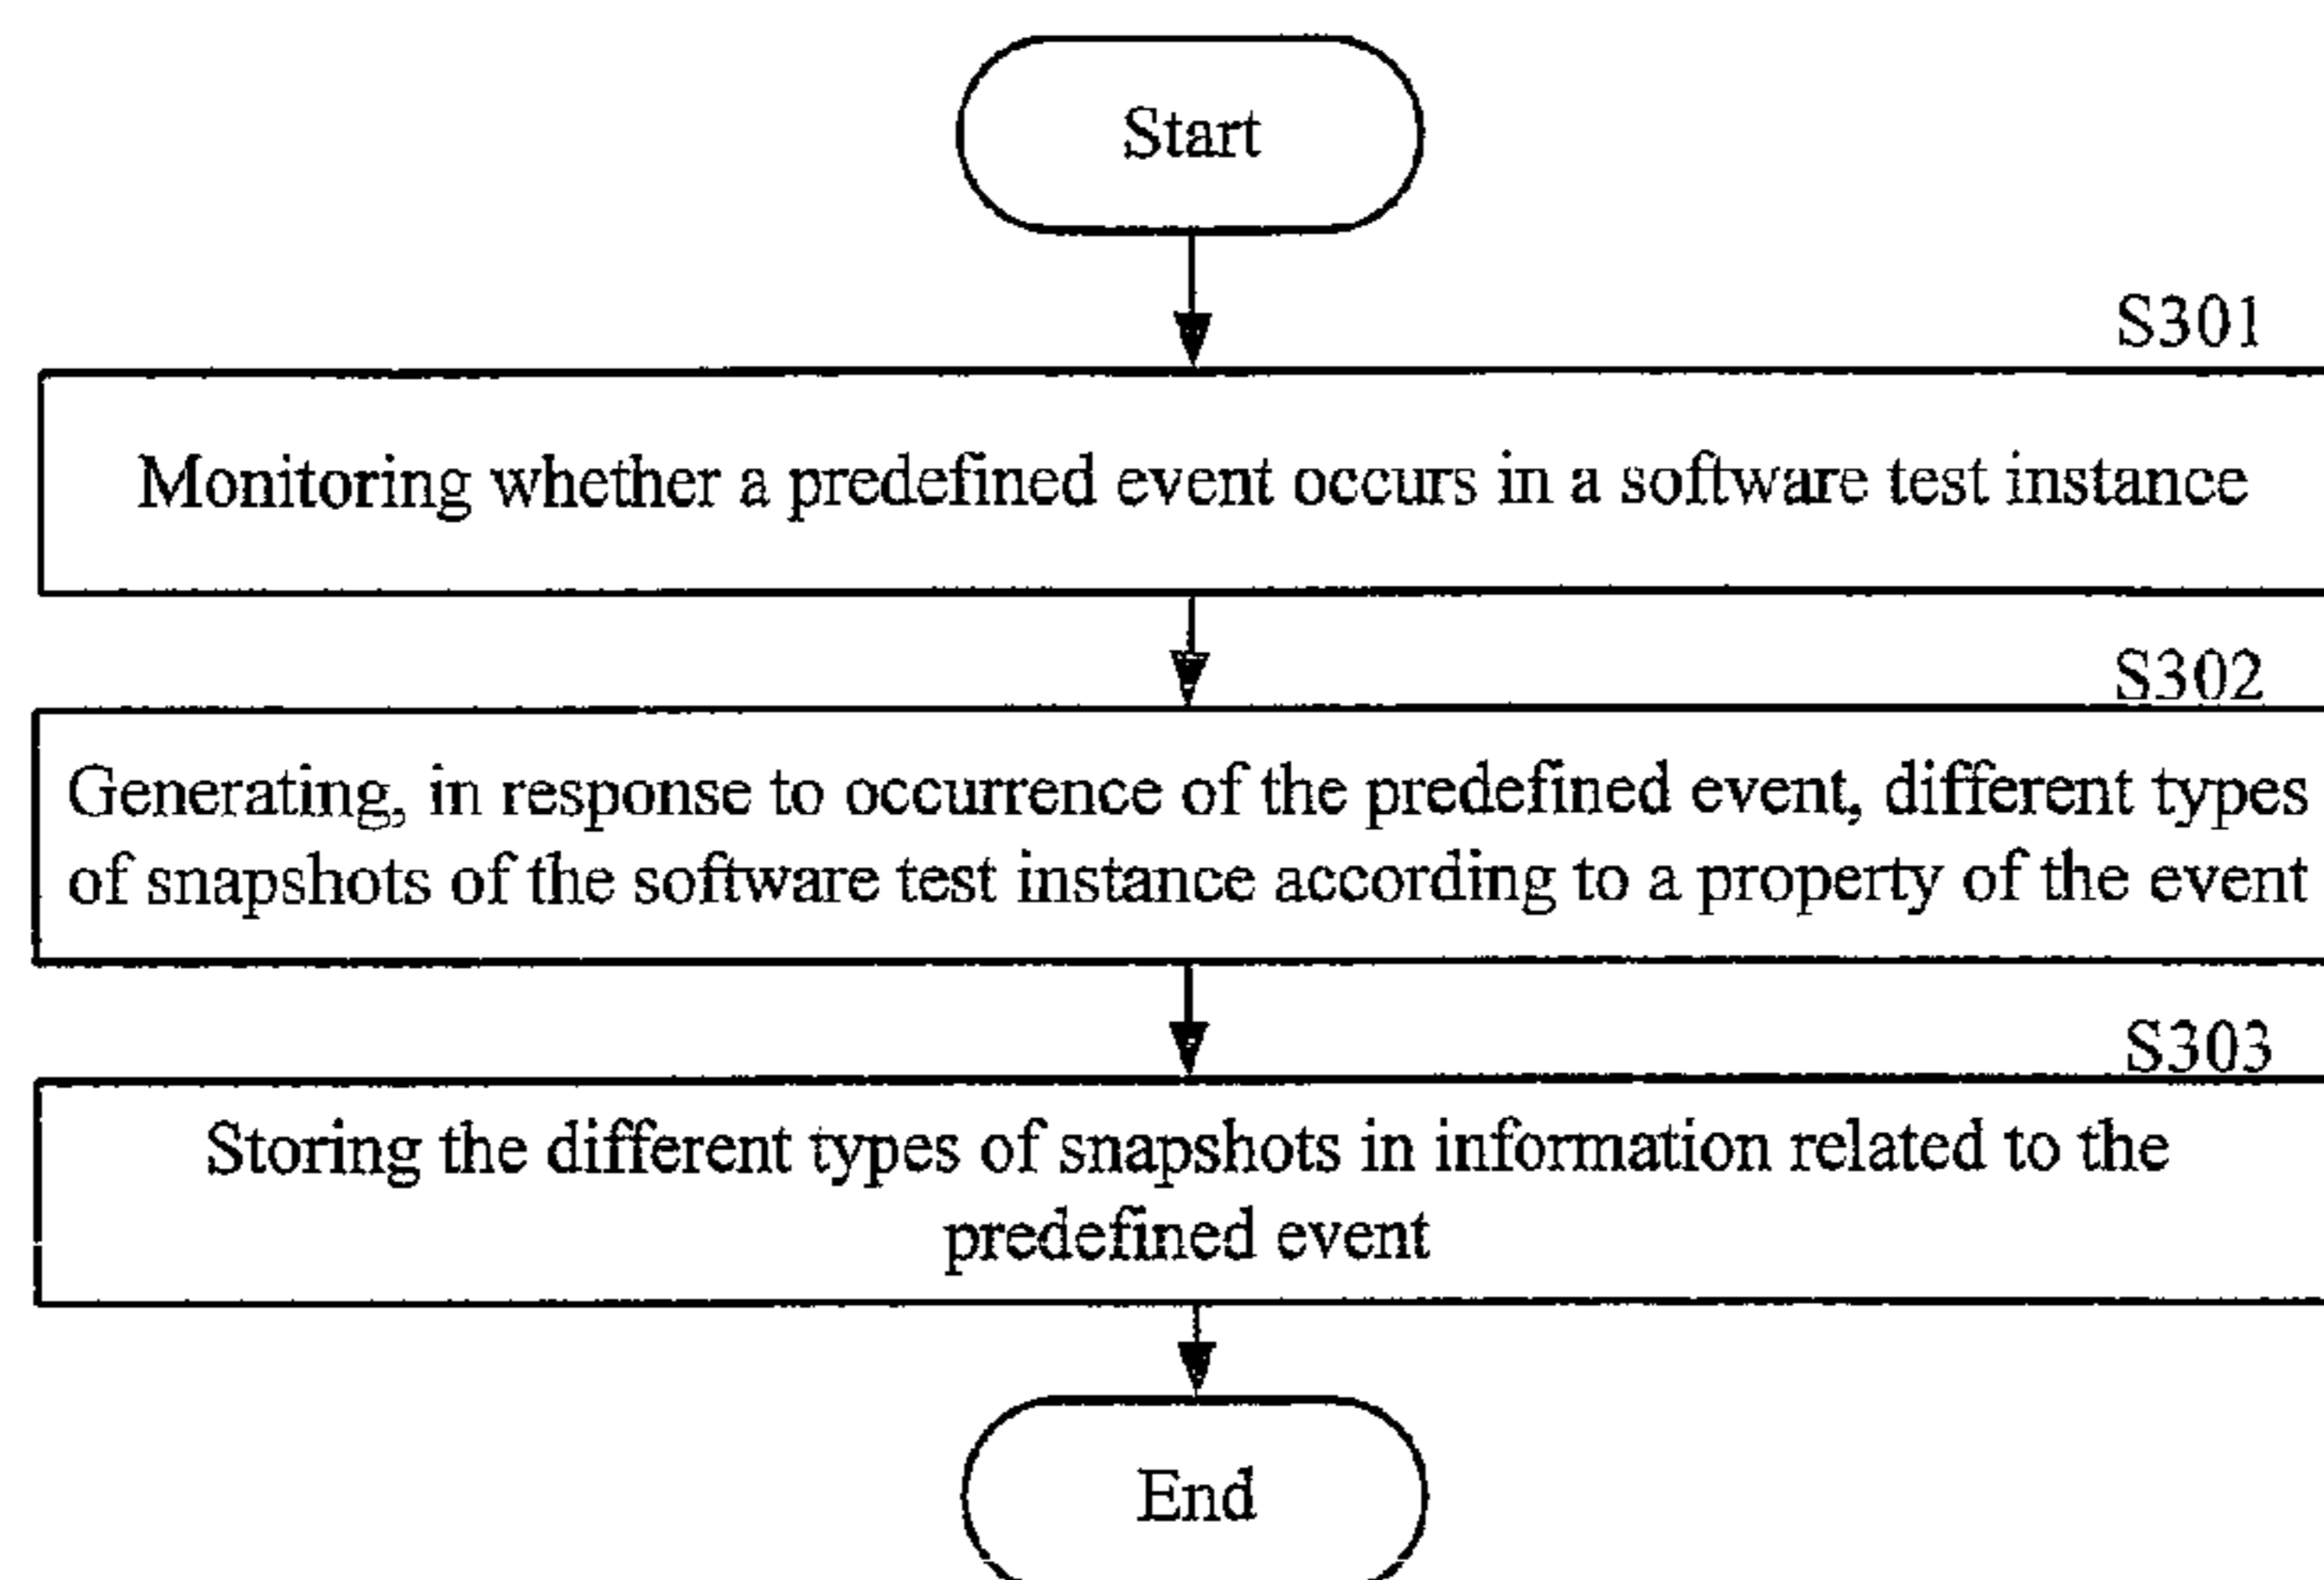 Start
S301
Monitoring whether a predefined event occurs in a software test instance
S302
Generating, in response to occurrence of the predefined event, different types
of snapshots of the software test instance according to a property of the event
S303
Storing the different types of snapshots in information related to the
predefined event
End